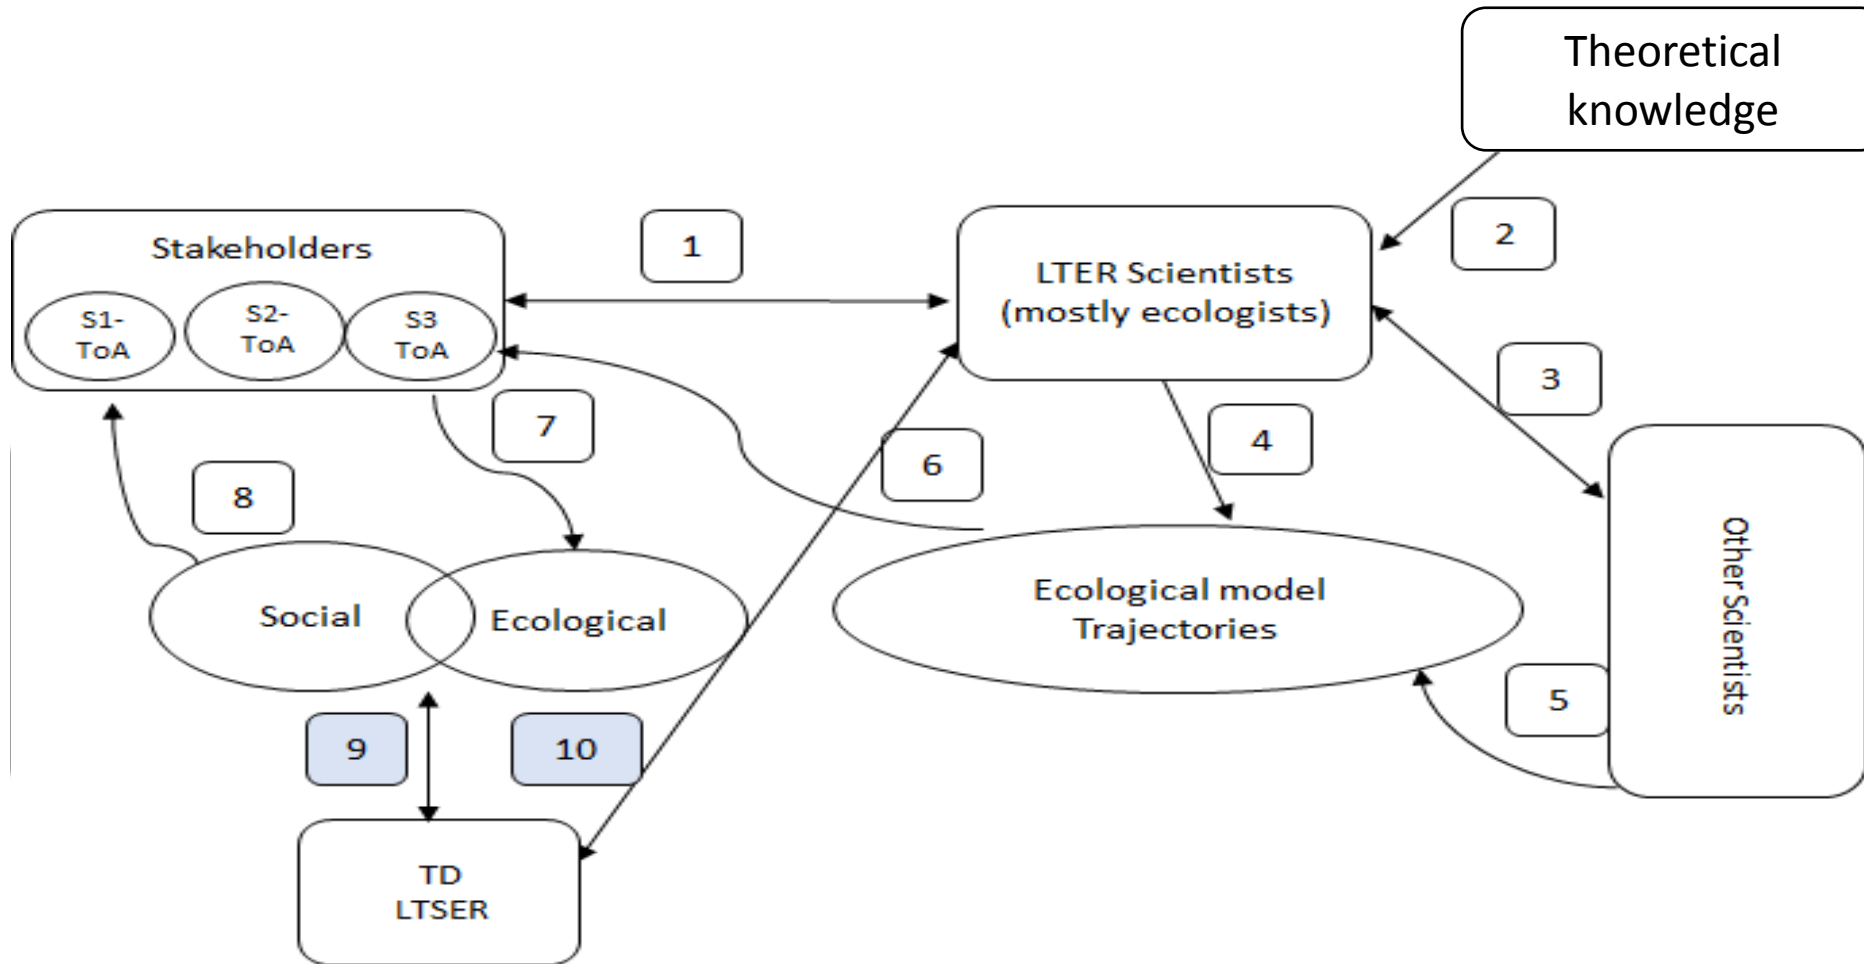 Theoretical
knowledge
Stakeholders
S1-
ToA
S2-
ToA
S3
ToA
1
LTER Scientists
(mostly ecologists)
2
3
4
5
6
7
8
Social
Ecological
Ecological model
Trajectories
Other Scientists
9
10
TD
LTSER